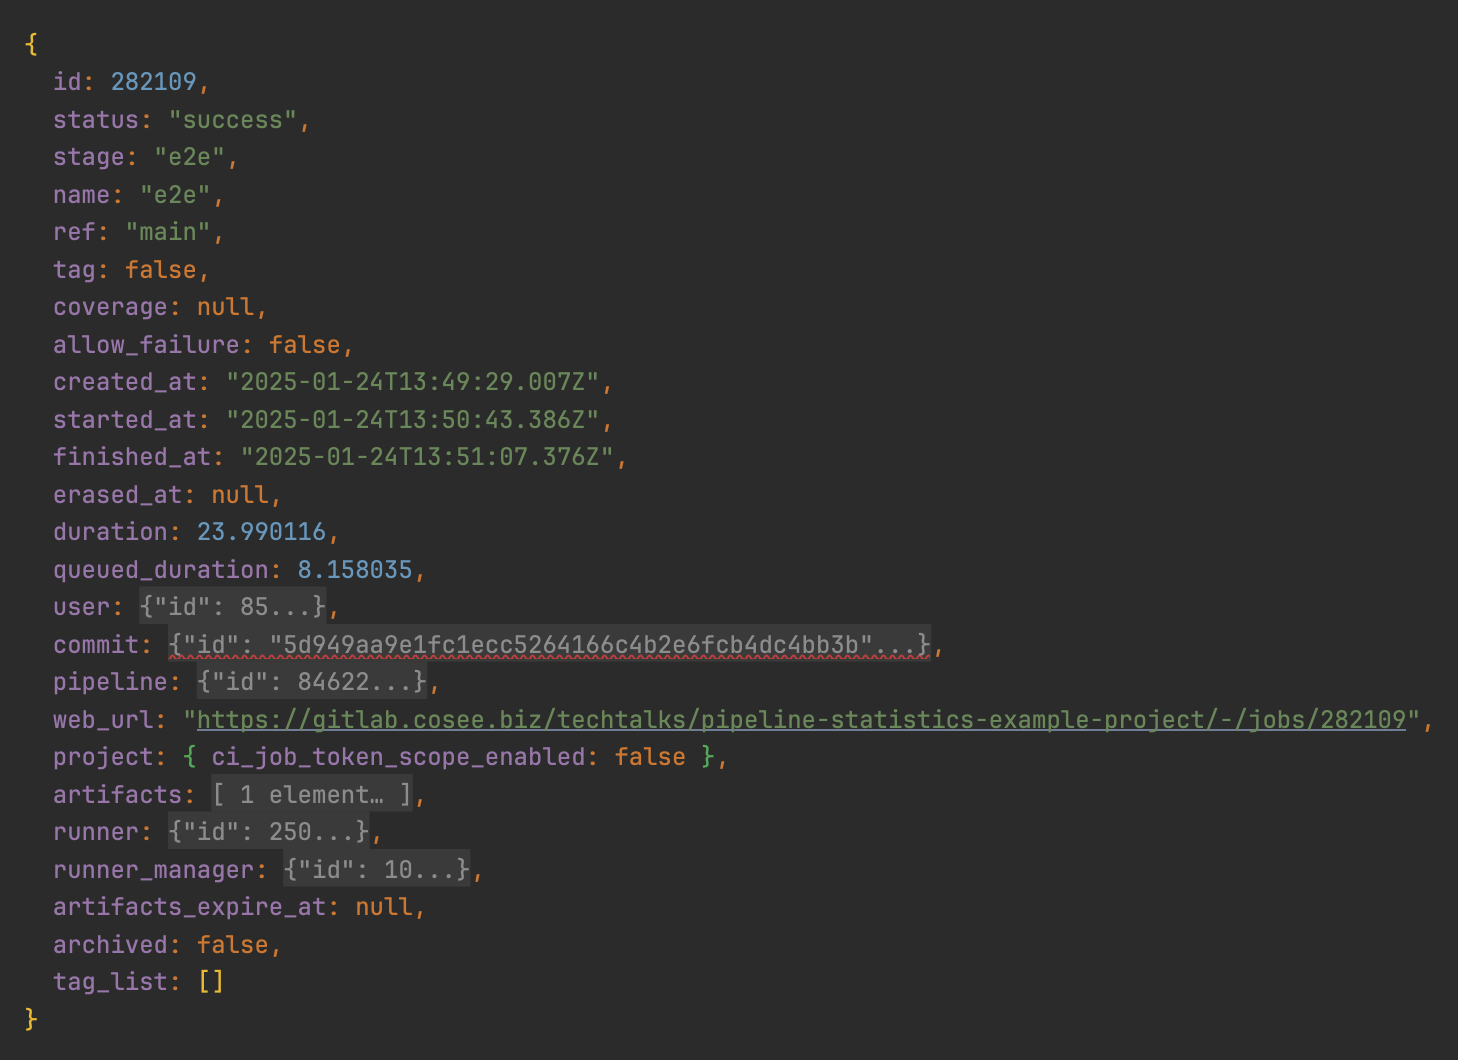 {
  id: 282109,
  status: "success",
  stage: "e2e",
  name: "e2e",
  ref: "main",
  tag: false,
  coverage: null,
  allow_failure: false,
  created_at: "2025-01-24T13:49:29.007Z",
  started_at: "2025-01-24T13:50:43.386Z",
  finished_at: "2025-01-24T13:51:07.376Z",
  erased_at: null,
  duration: 23.990116,
  queued_duration: 8.158035,
  user: {"id": 85...},
  commit: {"id": "5d949aa9e1fc1ecc5264166c4b2e6fcb4dc4bb3b"...},
  pipeline: {"id": 84622...},
  web_url: "https://gitlab.cosee.biz/techtalks/pipeline-statistics-example-project/-/jobs/282109",
  project: { ci_job_token_scope_enabled: false },
  artifacts: [ 1 element… ],
  runner: {"id": 250...},
  runner_manager: {"id": 10...},
  artifacts_expire_at: null,
  archived: false,
  tag_list: []
}